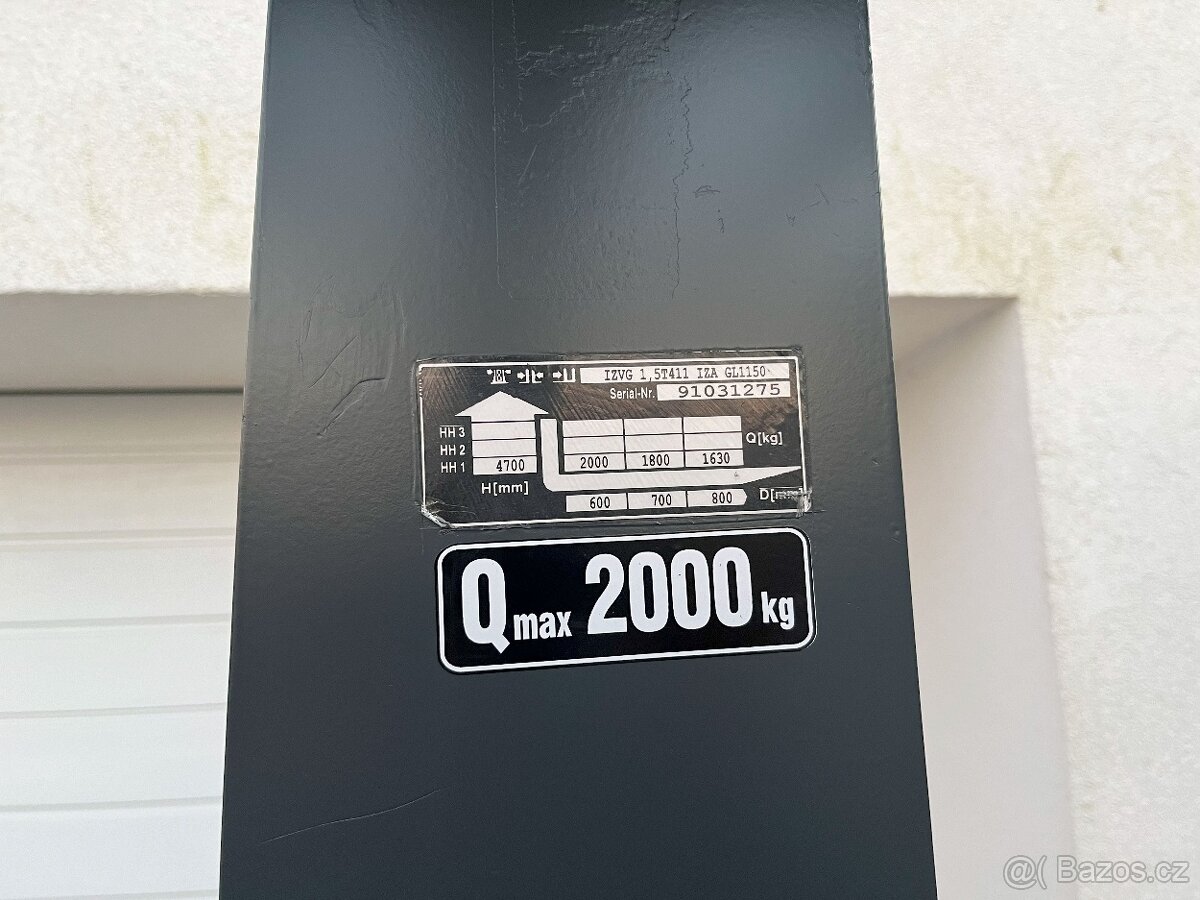 IZVG 1,5T411 IZA GL1150
Serial-Nr. 91031275
HH 3
HH 2
Q[kg]
HH 1 4700 2000 1800 1630
H[mm]
600 700 800 D[mm]
Qmax 2000 kg
@( Bazos.cz